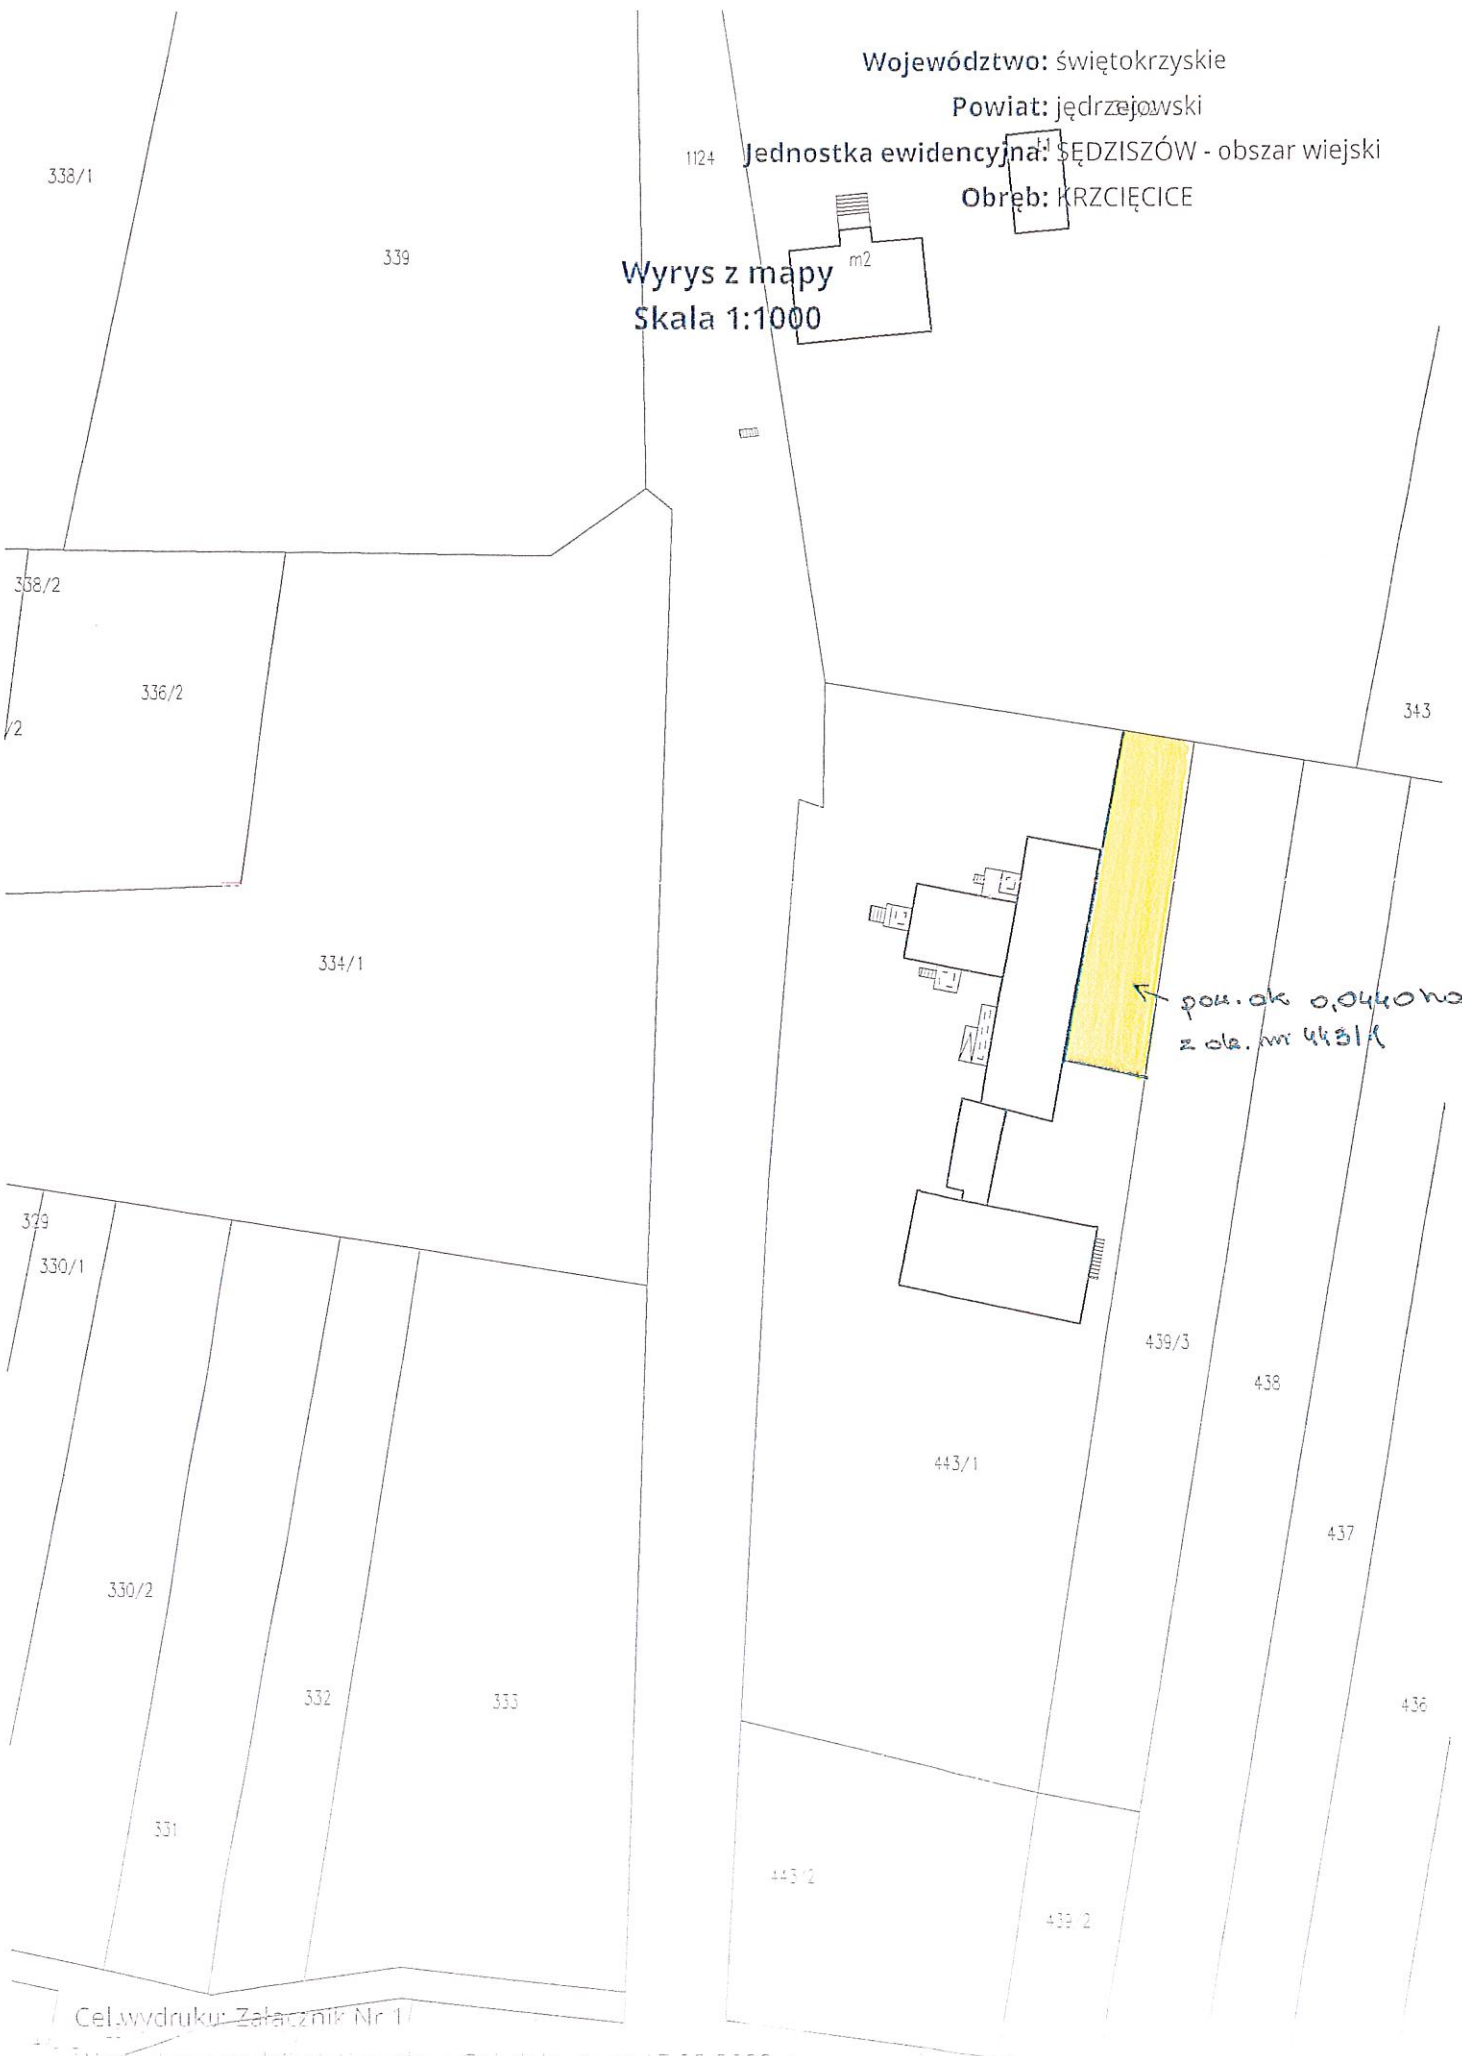 Województwo: świętokrzyskie
Powiat: jędrzejowski
Jednostka ewidencyjna: SĘDZISZÓW - obszar wiejski
Obręb: KRZCIĘCICE
1124
338/1
339
m2
Wyrys z mapy
Skala 1:1000
338/2
336/2
/2
343
334/1
pow. ok 0,0440 ha
z dz. nr 443/1
329
330/1
439/3
438
443/1
437
330/2
332
333
436
331
443/2
439/2
Cel wydruku: Załącznik Nr 1